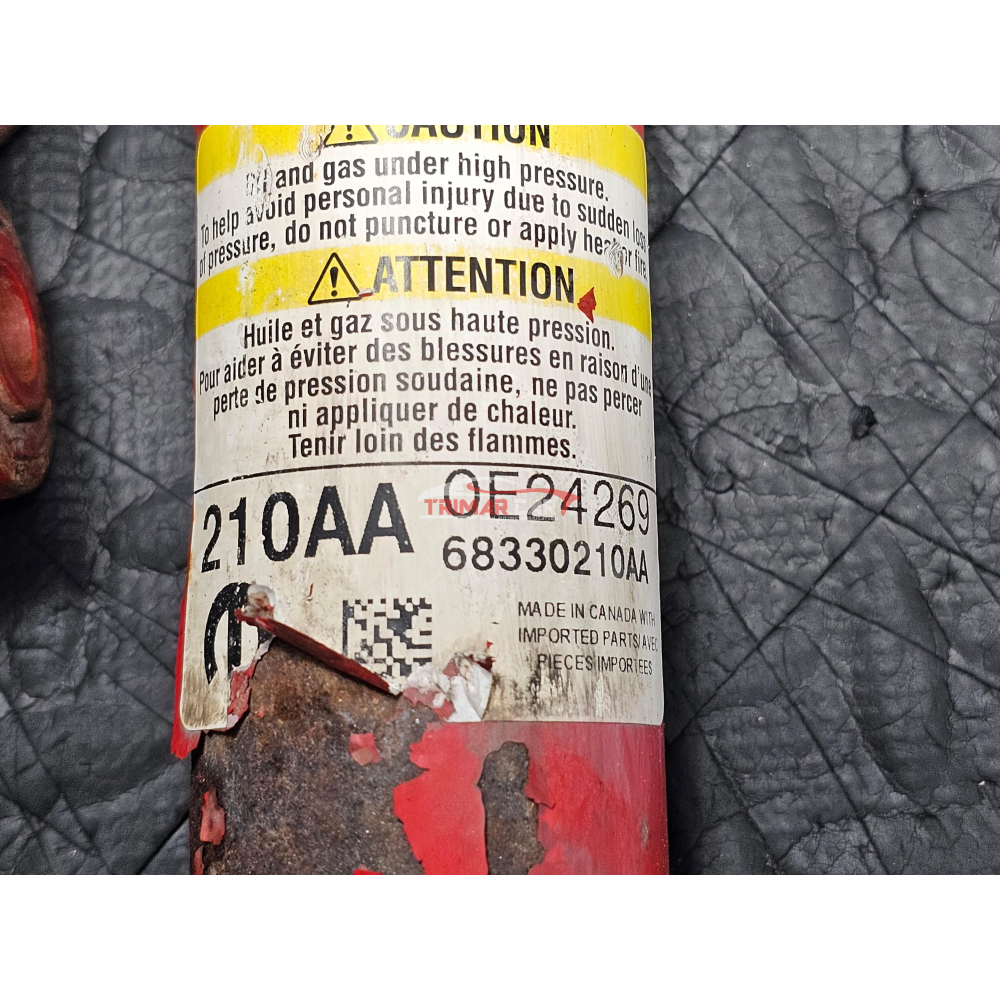 CAUTION
Oil and gas under high pressure.
To help avoid personal injury due to sudden loss
of pressure, do not puncture or apply heat or fire.
ATTENTION
Huile et gaz sous haute pression.
Pour aider à éviter des blessures en raison d'une
perte de pression soudaine, ne pas percer
ni appliquer de chaleur.
Tenir loin des flammes.
210AA
OE24269
TRIMAR
68330210AA
MADE IN CANADA WITH
IMPORTED PARTS/AVEC
PIECES IMPORTEES